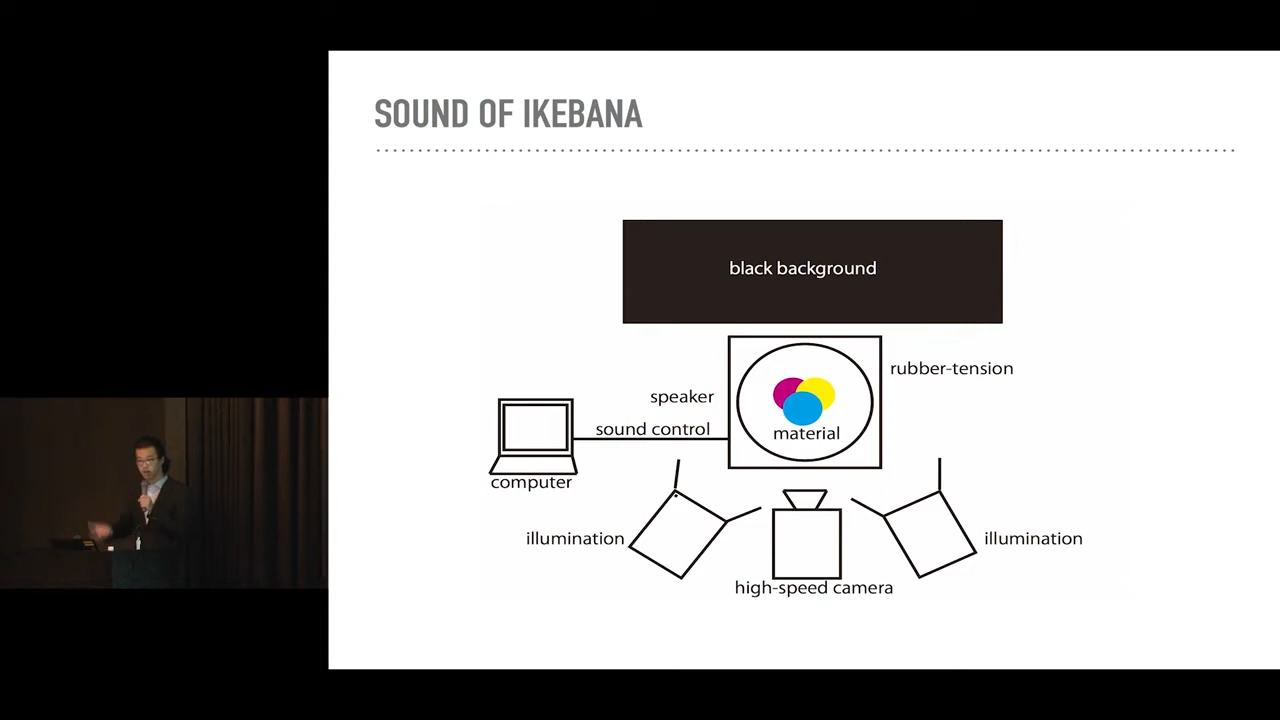 SOUND OF IKEBANA
black background
rubber-tension
speaker
sound control
material
computer
illumination
illumination
high-speed camera